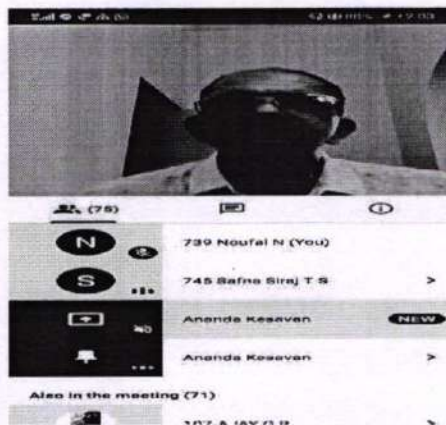 (75)
N
739 Noufal N (You)
S
745 Safna Siraj T S
Ananda Kesavan
NEW
Ananda Kesavan
Also in the meeting (71)